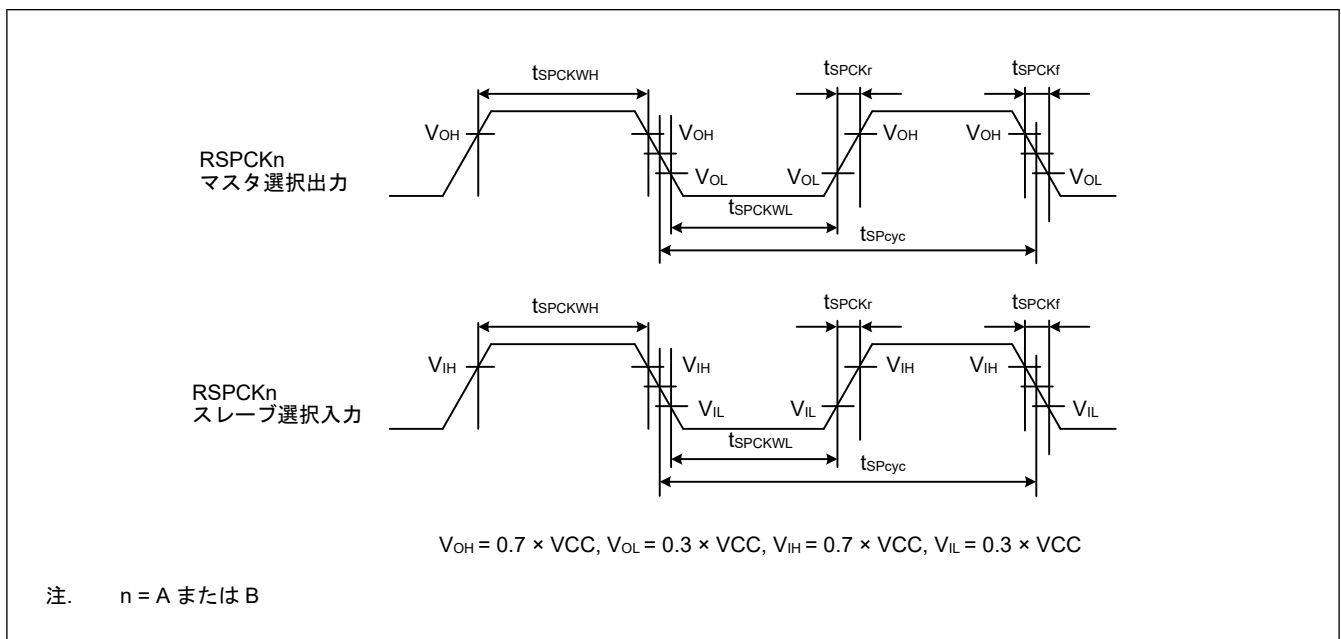 tSPCKWH tSPCKr tSPCKf
VOH VOH VOH VOH
RSPCKn
マスタ選択出力
VOL VOL VOL
tSPCKWL
tSPcyc
tSPCKWH tSPCKr tSPCKf
VIH VIH VIH VIH
RSPCKn
スレーブ選択入力
VIL VIL VIL
tSPCKWL
tSPcyc
VOH = 0.7 × VCC, VOL = 0.3 × VCC, VIH = 0.7 × VCC, VIL = 0.3 × VCC
注. n = A または B